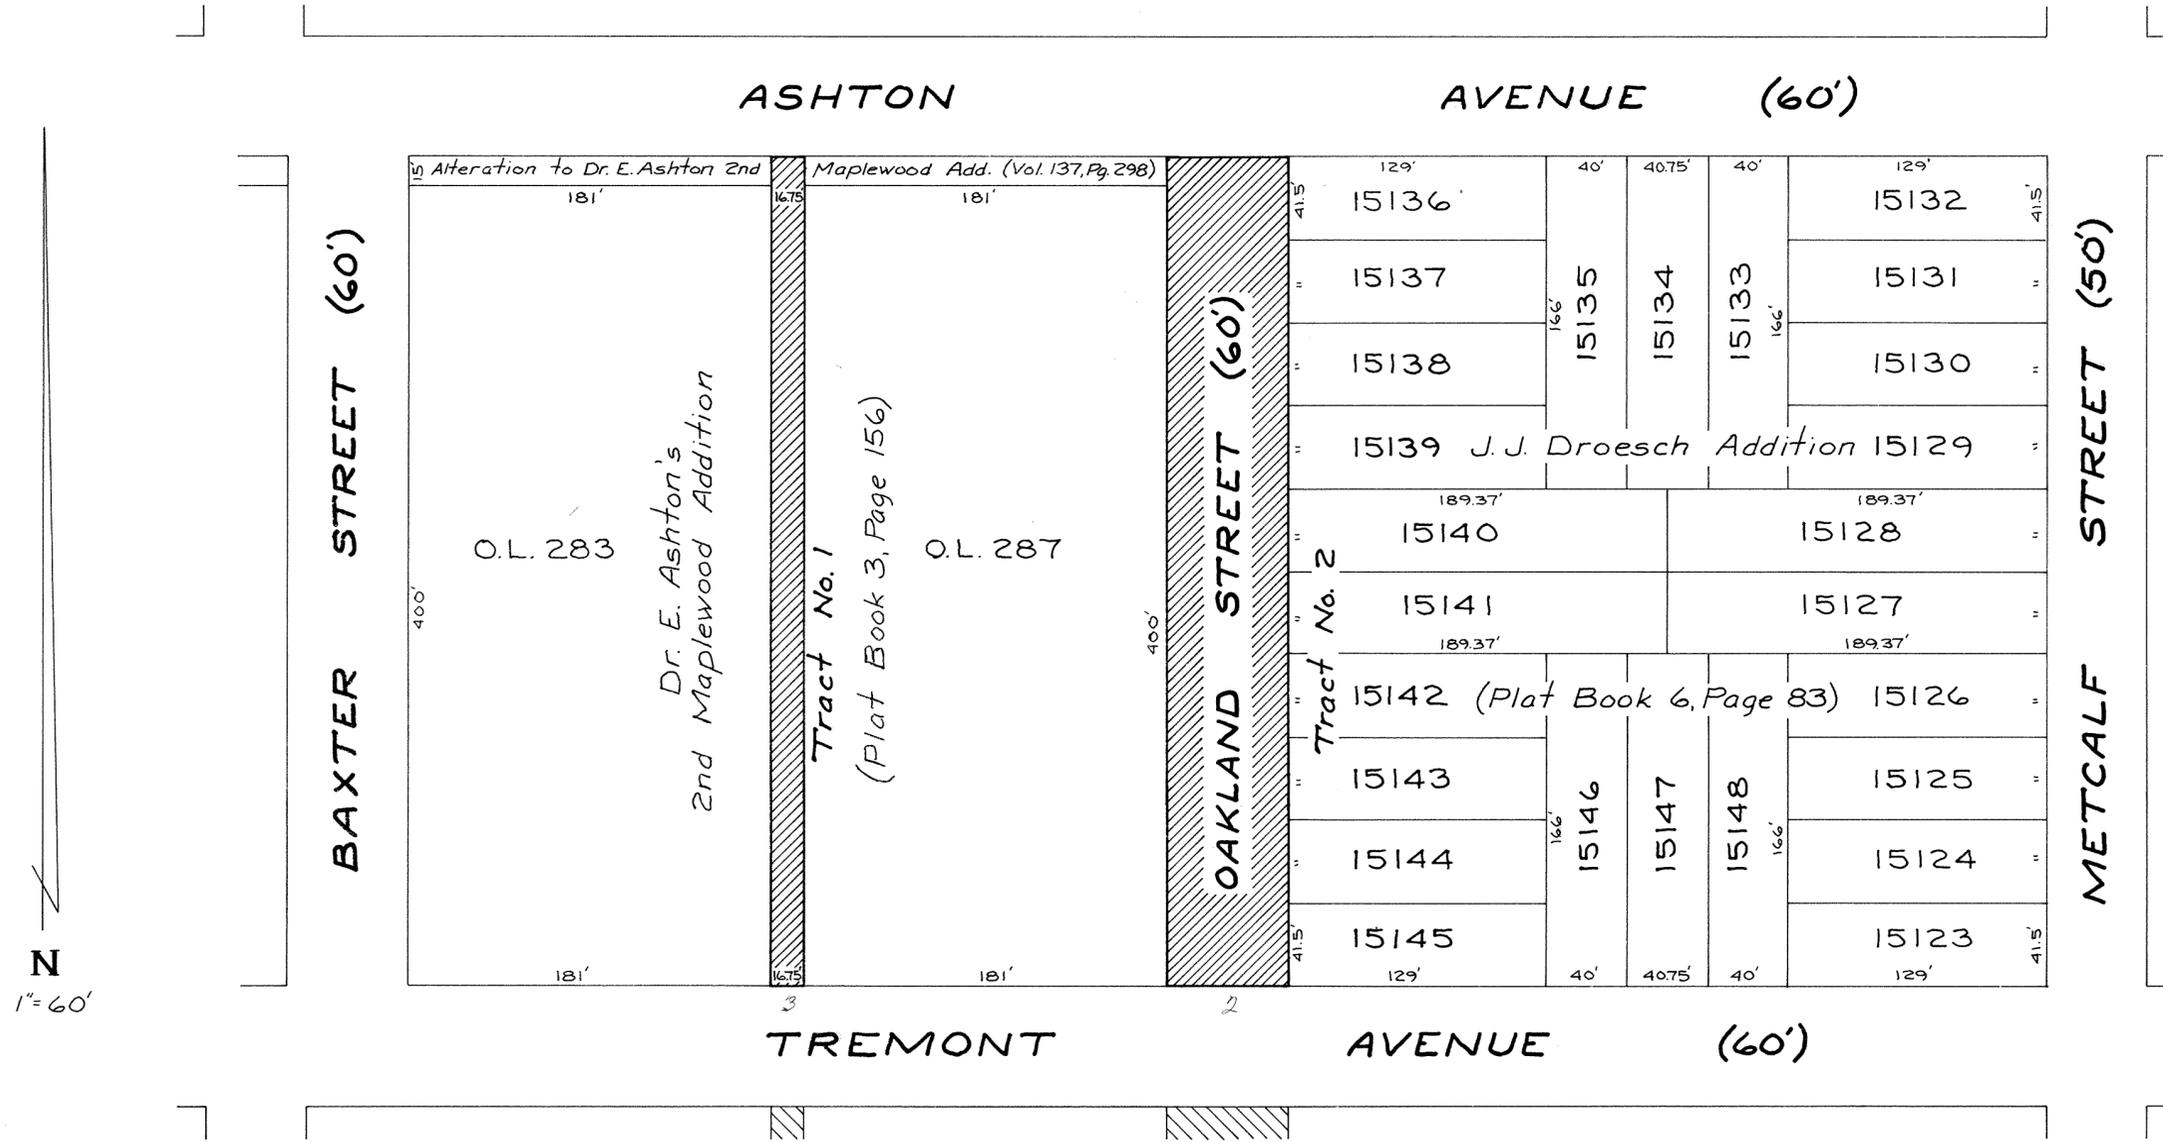 ASHTON AVENUE (60')
15' Alteration to Dr. E. Ashton 2nd Maplewood Add. (Vol. 137, Pg. 298)
181' 16.75' 181'
BAXTER STREET (60')
O.L. 283
400'
Dr. E. Ashton's
2nd Maplewood Addition
Tract No. 1
(Plat Book 3, Page 156)
O.L. 287
400'
181' 16.75' 181'
3 2
OAKLAND STREET (60')
Tract No. 2
129' 40' 40.75' 40' 129'
41.5' 15136 15132 41.5'
" 15137 15131 "
166' 15135 15134 15133 166'
" 15138 15130 "
" 15139 J. J. Droesch Addition 15129 "
189.37' 189.37'
" 15140 15128 "
" 15141 15127 "
189.37' 189.37'
" 15142 (Plat Book 6, Page 83) 15126 "
" 15143 15125 "
166' 15146 15147 15148 166'
" 15144 15124 "
41.5' 15145 15123 41.5'
129' 40' 40.75' 40' 129'
METCALF STREET (50')
TREMONT AVENUE (60')
N
1"=60'